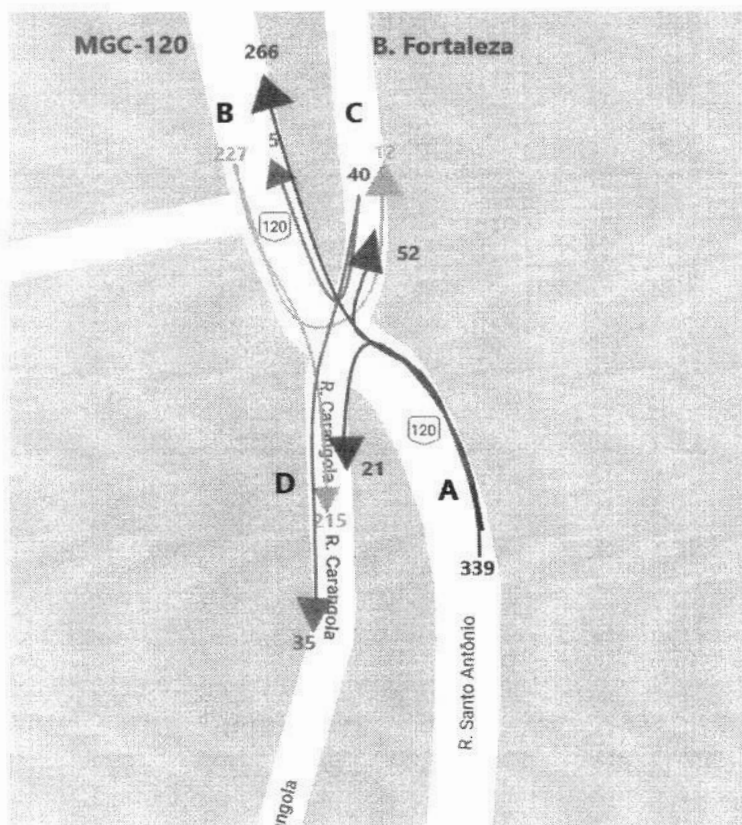 MGC-120
B. Fortaleza
266
B
C
5
227
12
40
120
52
R. Carangola
120
21
D
A
215
R. Carangola
339
35
R. Santo Antônio
ngola